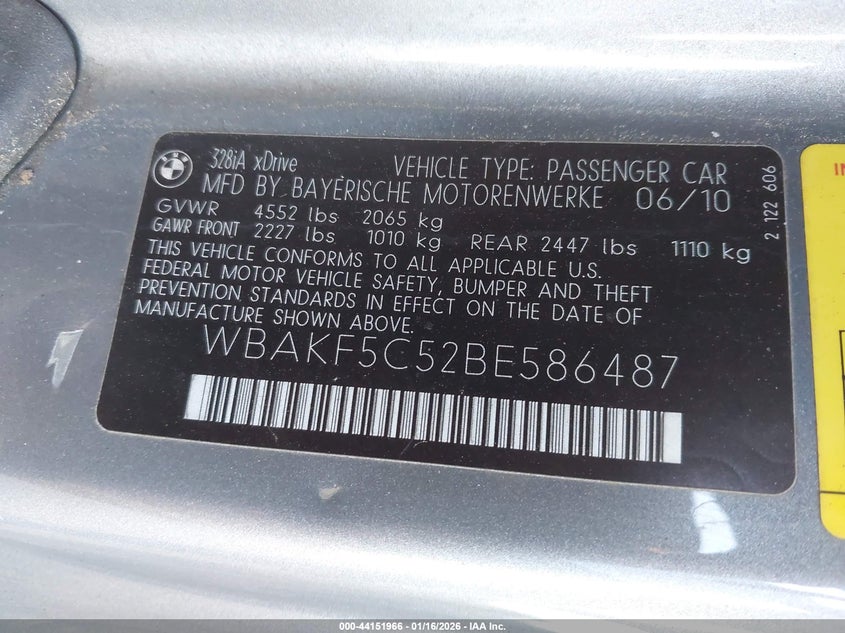 BMW
328iA xDrive VEHICLE TYPE: PASSENGER CAR
MFD BY BAYERISCHE MOTORENWERKE 06/10
GVWR 4552 lbs 2065 kg
GAWR FRONT 2227 lbs 1010 kg REAR 2447 lbs 1110 kg
THIS VEHICLE CONFORMS TO ALL APPLICABLE U.S.
FEDERAL MOTOR VEHICLE SAFETY, BUMPER AND THEFT
PREVENTION STANDARDS IN EFFECT ON THE DATE OF
MANUFACTURE SHOWN ABOVE.
WBAKF5C52BE586487
2 122 606
000-44151966 - 01/16/2026 - IAA Inc.